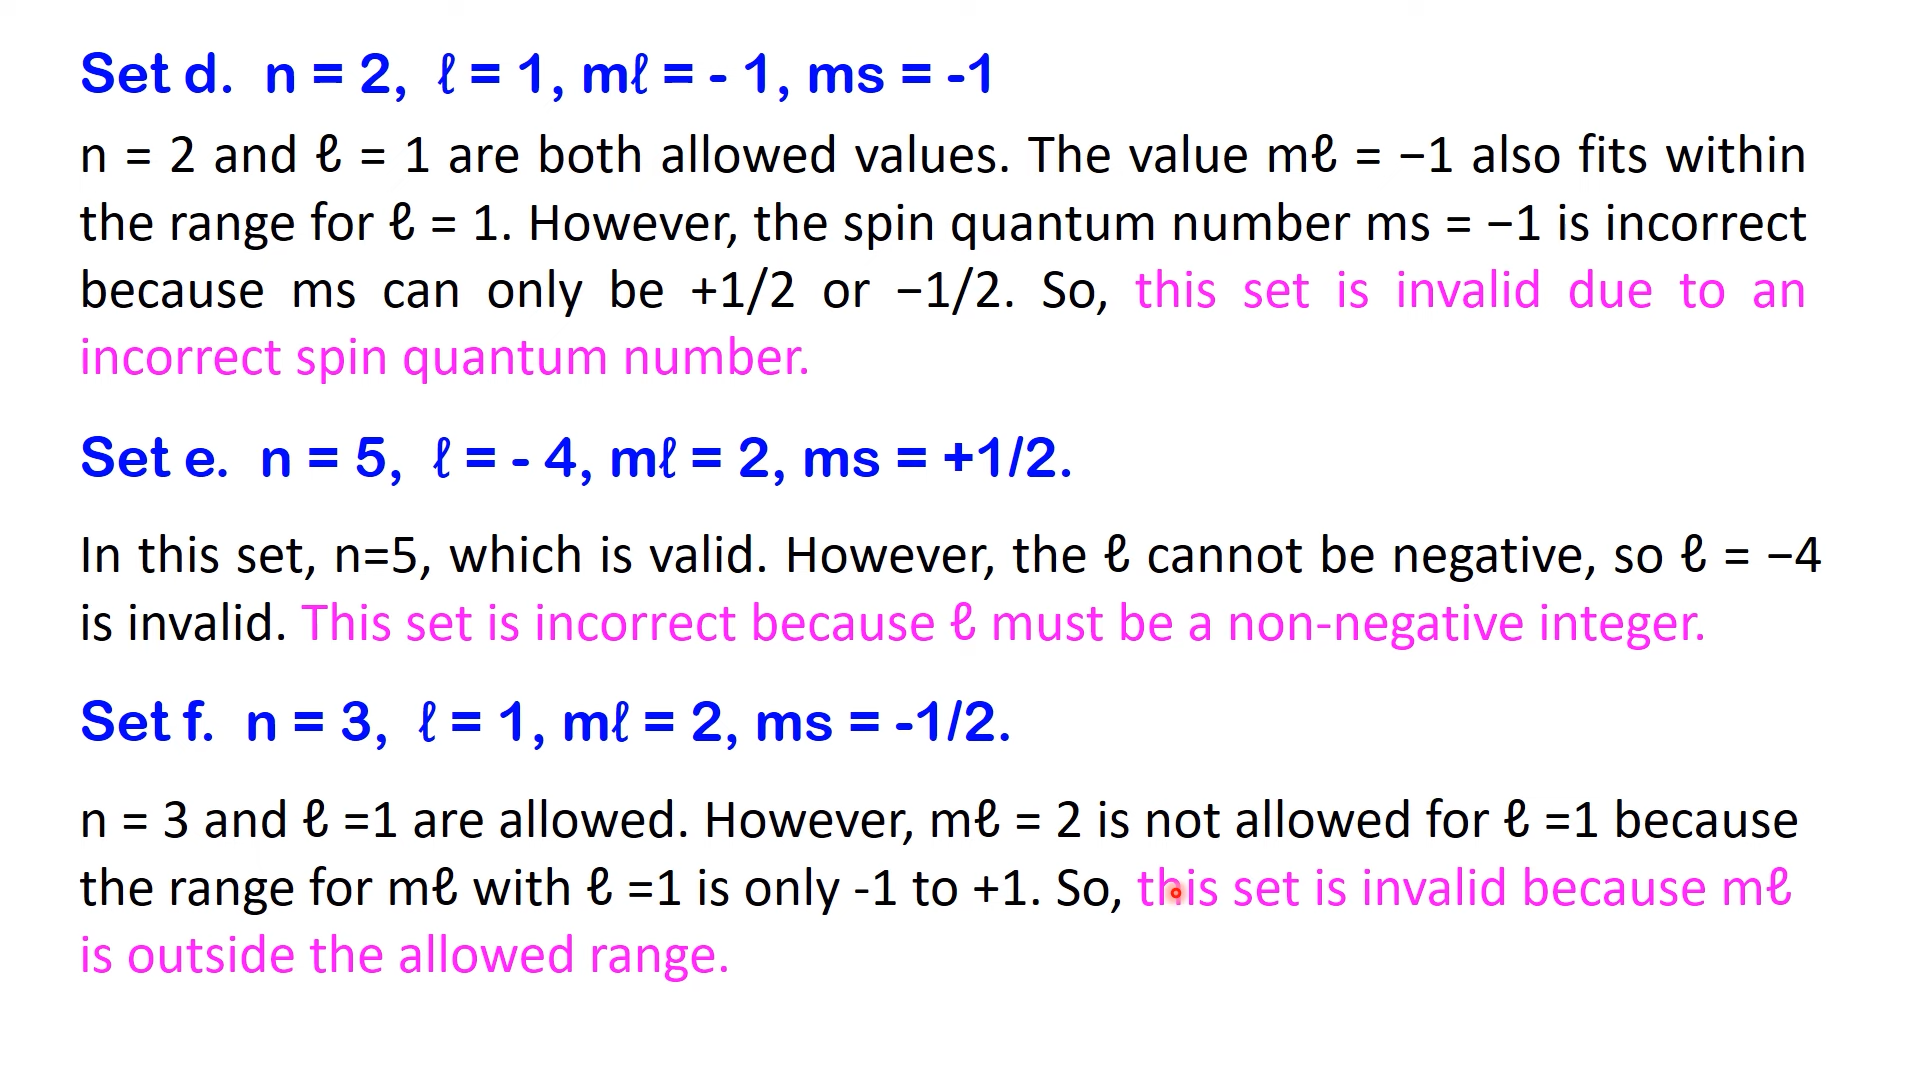 Set d.  n = 2,  ℓ = 1, mℓ = - 1, ms = -1
n = 2 and ℓ = 1 are both allowed values. The value mℓ = −1 also fits within
the range for ℓ = 1. However, the spin quantum number ms = −1 is incorrect
because ms can only be +1/2 or −1/2. So, this set is invalid due to an
incorrect spin quantum number.
Set e.  n = 5,  ℓ = - 4, mℓ = 2, ms = +1/2.
In this set, n=5, which is valid. However, the ℓ cannot be negative, so ℓ = −4
is invalid. This set is incorrect because ℓ must be a non-negative integer.
Set f.  n = 3,  ℓ = 1, mℓ = 2, ms = -1/2.
n = 3 and ℓ =1 are allowed. However, mℓ = 2 is not allowed for ℓ =1 because
the range for mℓ with ℓ =1 is only -1 to +1. So, this set is invalid because mℓ
is outside the allowed range.